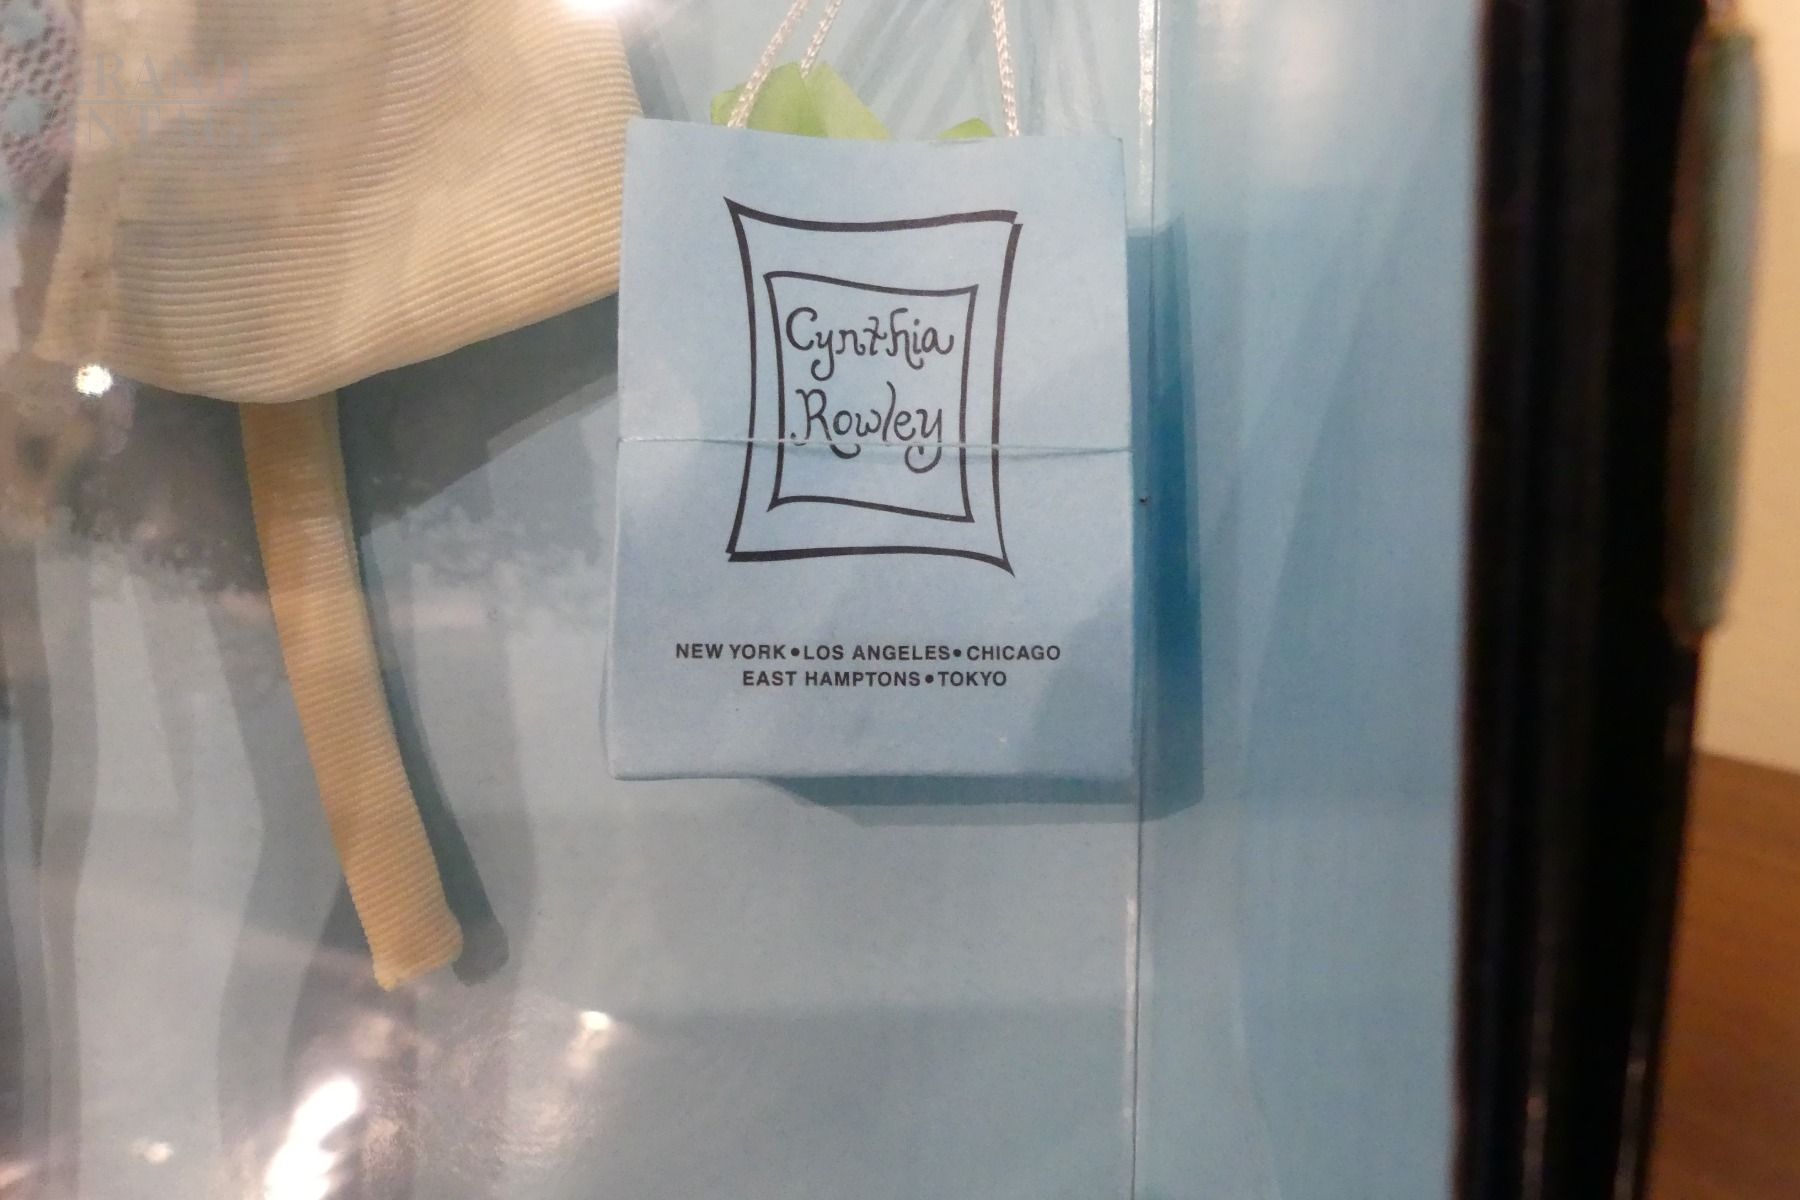 Cynthia
Rowley
NEW YORK•LOS ANGELES•CHICAGO
EAST HAMPTONS•TOKYO